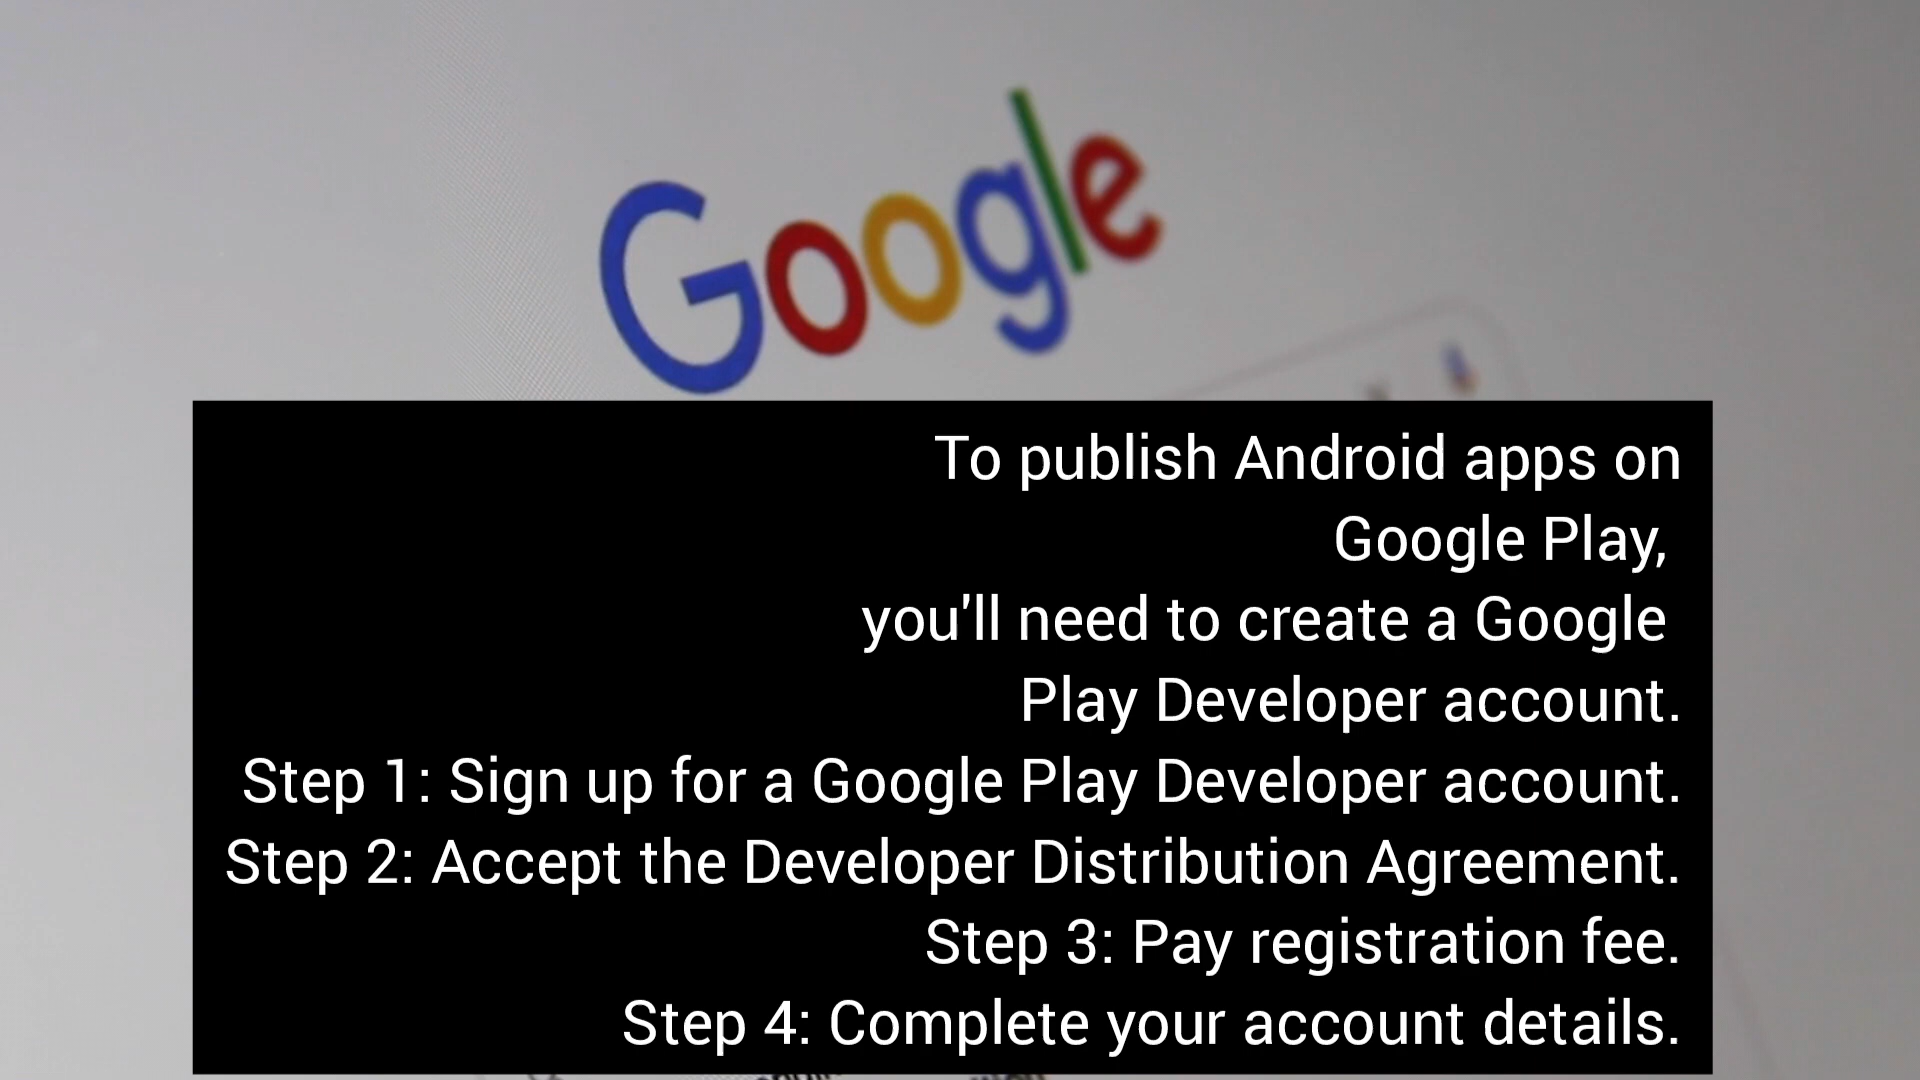 Google
To publish Android apps on
Google Play,
you'll need to create a Google
Play Developer account.
Step 1: Sign up for a Google Play Developer account.
Step 2: Accept the Developer Distribution Agreement.
Step 3: Pay registration fee.
Step 4: Complete your account details.